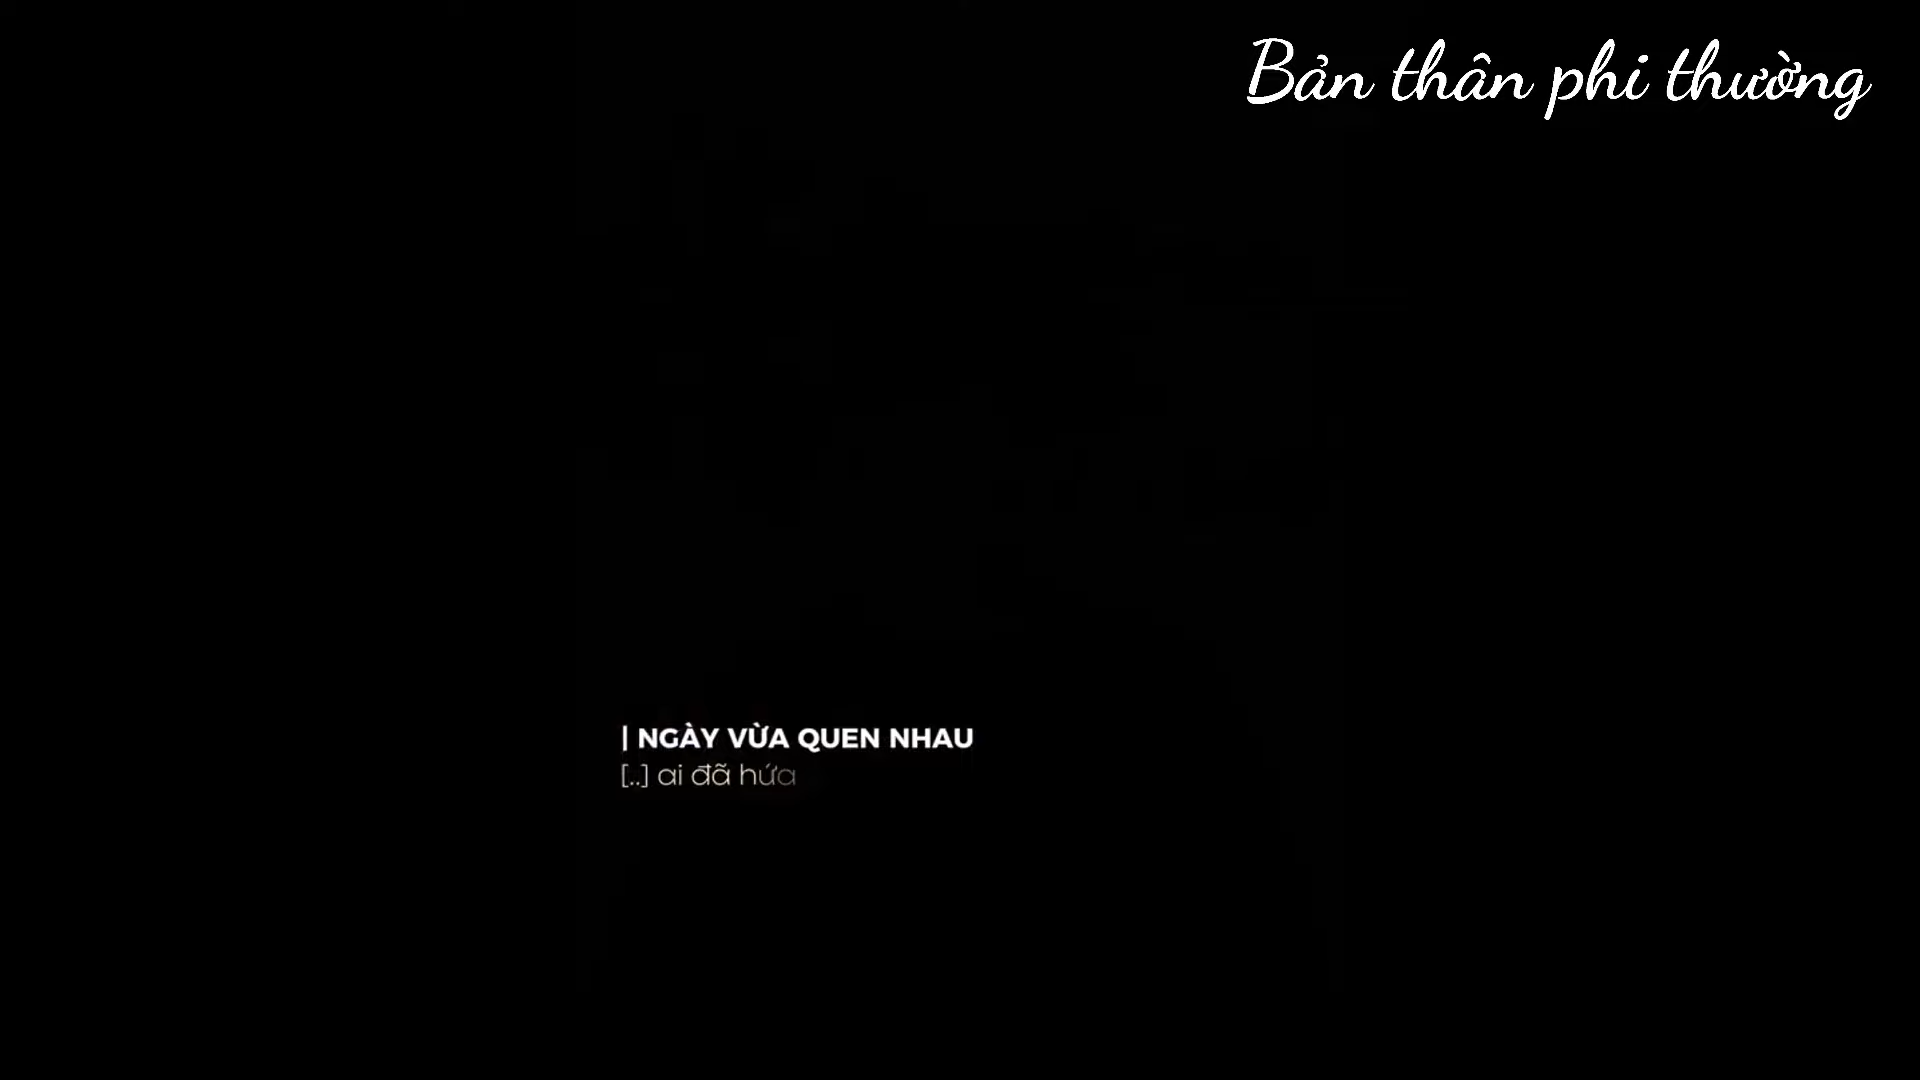 Bản thân phi thường
| NGÀY VỪA QUEN NHAU
[..] ai đã hứa